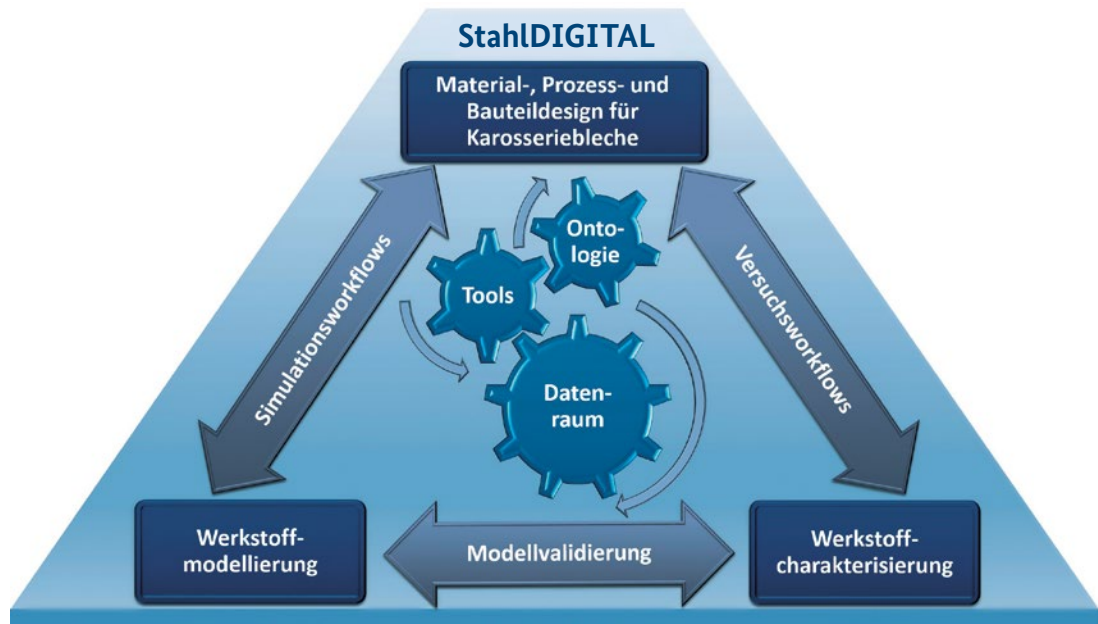 StahlDIGITAL
Material-, Prozess- und
Bauteildesign für
Karosseriebleche
Simulationsworkflows
Onto-
logie
Tools
Daten-
raum
Versuchsworkflows
Werkstoff-
modellierung
Modellvalidierung
Werkstoff-
charakterisierung